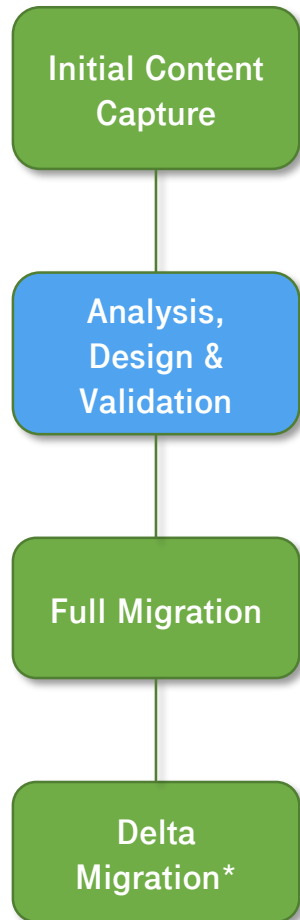 Initial Content
Capture
Analysis,
Design &
Validation
Full Migration
Delta
Migration*